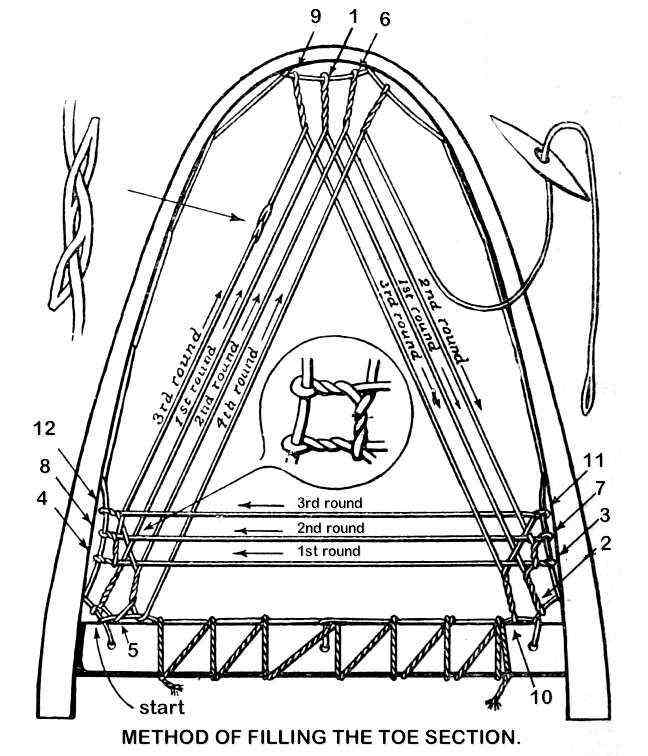 9 1 6
3rd round
1st round
2nd round
4th round
2nd round
1st round
3rd round
12
8
4
11
7
3
2
3rd round
2nd round
1st round
5
10
start
METHOD OF FILLING THE TOE SECTION.